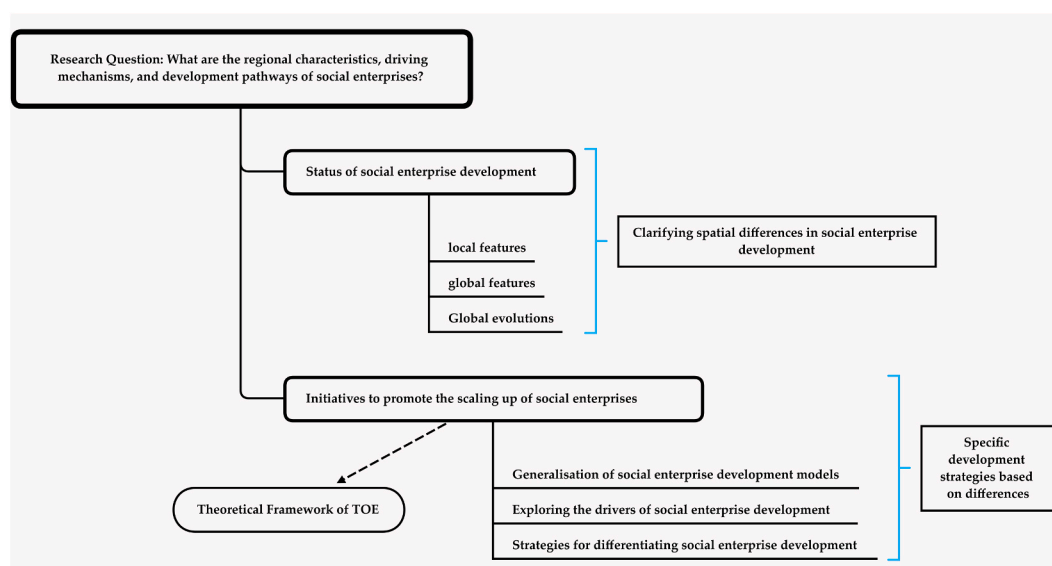 Research Question: What are the regional characteristics, driving
mechanisms, and development pathways of social enterprises?
Status of social enterprise development
local features
global features
Global evolutions
Clarifying spatial differences in social enterprise
development
Initiatives to promote the scaling up of social enterprises
Theoretical Framework of TOE
Generalisation of social enterprise development models
Exploring the drivers of social enterprise development
Strategies for differentiating social enterprise development
Specific
development
strategies based
on differences